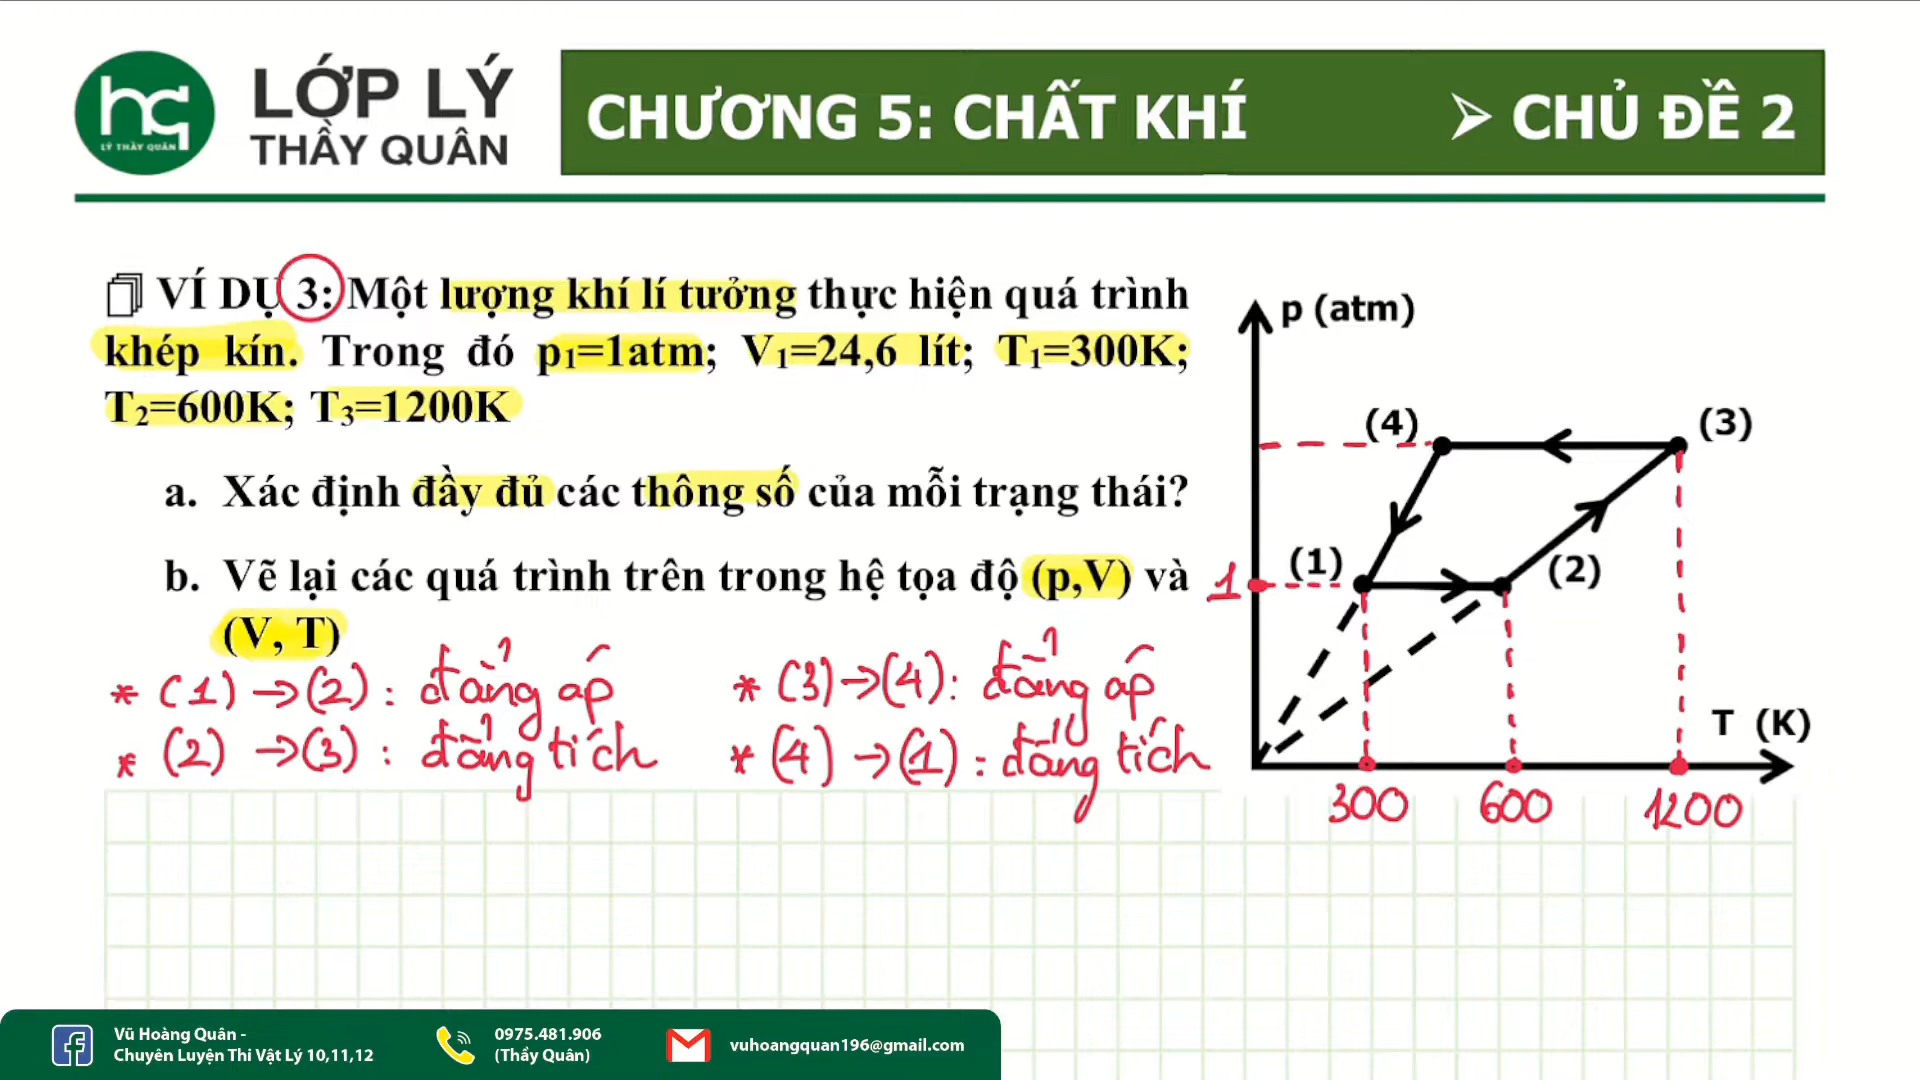 hq
LÝ THẦY QUÂN
LỚP LÝ
THẦY QUÂN
CHƯƠNG 5: CHẤT KHÍ
➢ CHỦ ĐỀ 2
VÍ DỤ 3: Một lượng khí lí tưởng thực hiện quá trình
khép kín. Trong đó p₁=1atm; V₁=24,6 lít; T₁=300K;
T₂=600K; T₃=1200K
a. Xác định đầy đủ các thông số của mỗi trạng thái?
b. Vẽ lại các quá trình trên trong hệ tọa độ (p,V) và
(V, T)
* (1) → (2) : đẳng áp
* (2) → (3) : đẳng tích
* (3) → (4) : đẳng áp
* (4) → (1) : đẳng tích
p (atm)
(4)
(3)
(1)
(2)
1
T (K)
300
600
1200
Vũ Hoàng Quân -
Chuyên Luyện Thi Vật Lý 10,11,12
0975.481.906
(Thầy Quân)
vuhoangquan196@gmail.com